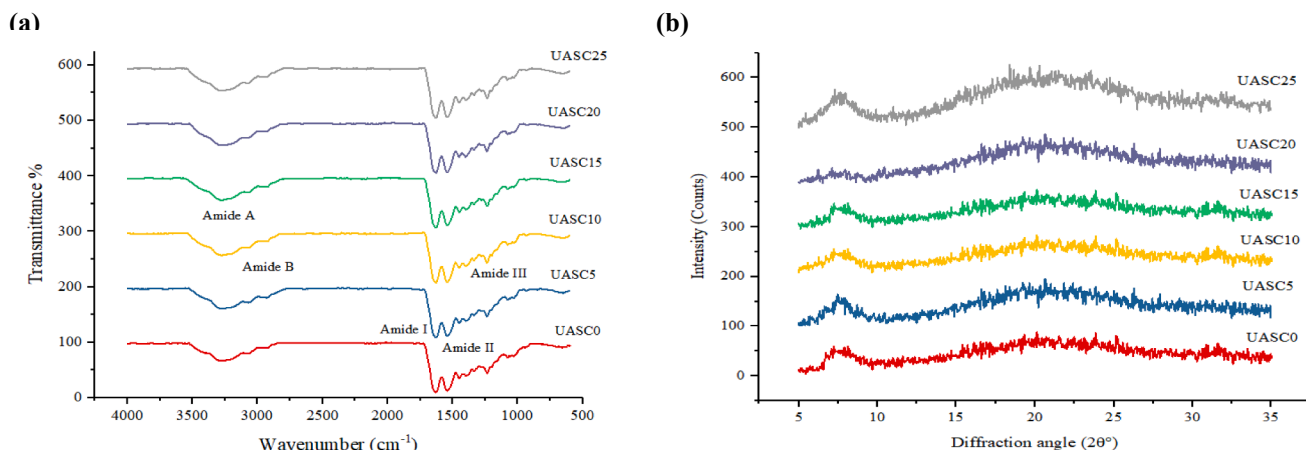 (a)
(b)
UASC25
UASC20
UASC15
UASC10
UASC5
UASC0
Amide A
Amide B
Amide III
Amide I
Amide II
Transmittance %
600
500
400
300
200
100
0
4000 3500 3000 2500 2000 1500 1000 500
Wavenumber (cm⁻¹)
UASC25
UASC20
UASC15
UASC10
UASC5
UASC0
Intensity (Counts)
600
500
400
300
200
100
0
5 10 15 20 25 30 35
Diffraction angle (2θ°)